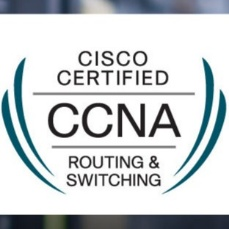 CISCO
CERTIFIED
CCNA
ROUTING &
SWITCHING